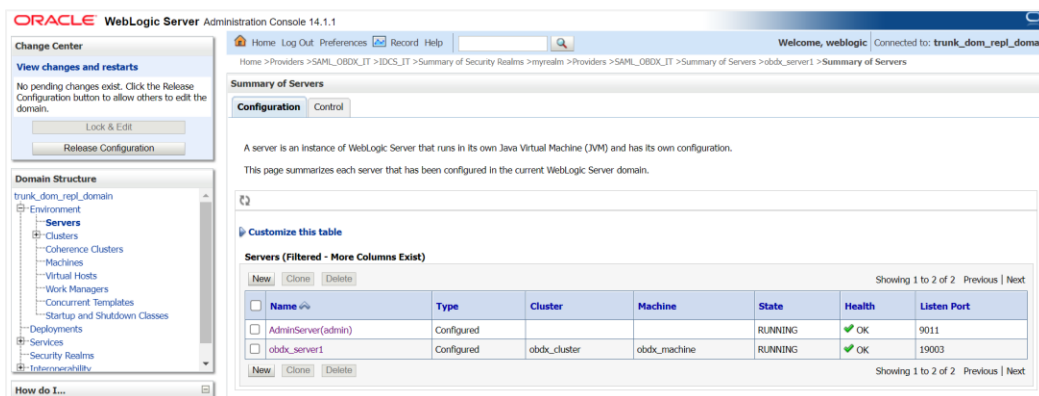 ORACLE WebLogic Server Administration Console 14.1.1
Change Center
View changes and restarts
No pending changes exist. Click the Release
Configuration button to allow others to edit the
domain.
Lock & Edit
Release Configuration
Domain Structure
trunk_dom_repl_domain
Environment
Servers
Clusters
Coherence Clusters
Machines
Virtual Hosts
Work Managers
Concurrent Templates
Startup and Shutdown Classes
Deployments
Services
Security Realms
Interoperability
How do I...
Home Log Out Preferences Record Help
Welcome, weblogic Connected to: trunk_dom_repl_doma
Home >Providers >SAML_OBDX_IT >IDCS_IT >Summary of Security Realms >myrealm >Providers >SAML_OBDX_IT >Summary of Servers >obdx_server1 >Summary of Servers
Summary of Servers
Configuration Control
A server is an instance of WebLogic Server that runs in its own Java Virtual Machine (JVM) and has its own configuration.
This page summarizes each server that has been configured in the current WebLogic Server domain.
Customize this table
Servers (Filtered - More Columns Exist)
New Clone Delete Showing 1 to 2 of 2 Previous | Next
Name Type Cluster Machine State Health Listen Port
AdminServer(admin) Configured RUNNING OK 9011
obdx_server1 Configured obdx_cluster obdx_machine RUNNING OK 19003
New Clone Delete Showing 1 to 2 of 2 Previous | Next